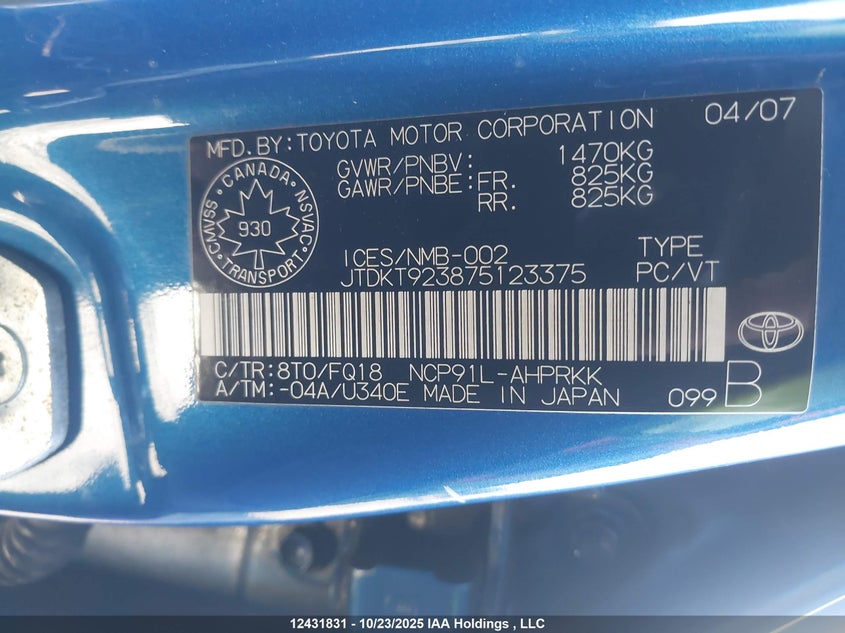 MFD.BY:TOYOTA MOTOR CORPORATION 04/07
GVWR/PNBV: 1470KG
GAWR/PNBE:FR. 825KG
RR. 825KG
CANADA
CMVSS 930 NSVAC
TRANSPORT
ICES/NMB-002 TYPE
JTDKT923875123375 PC/VT
C/TR:8T0/FQ18 NCP91L-AHPRKK
A/TM:-04A/U340E MADE IN JAPAN 099 B
12431831 - 10/23/2025 IAA Holdings , LLC